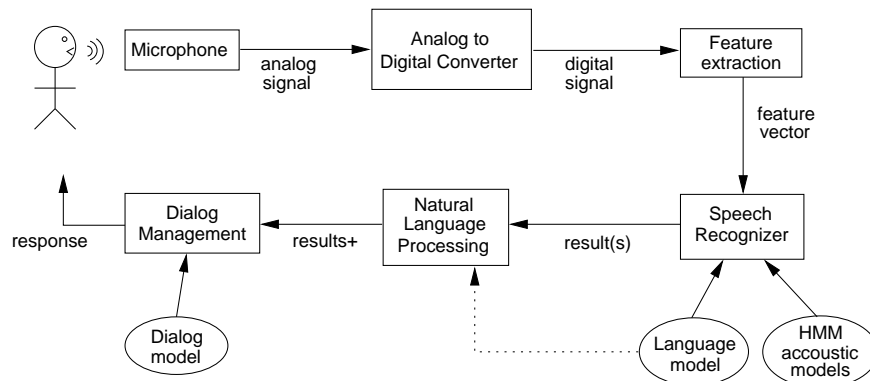 Microphone
analog
signal
Analog to
Digital Converter
digital
signal
Feature
extraction
feature
vector
Speech
Recognizer
result(s)
Natural
Language
Processing
results+
Dialog
Management
response
Dialog
model
Language
model
HMM
accoustic
models